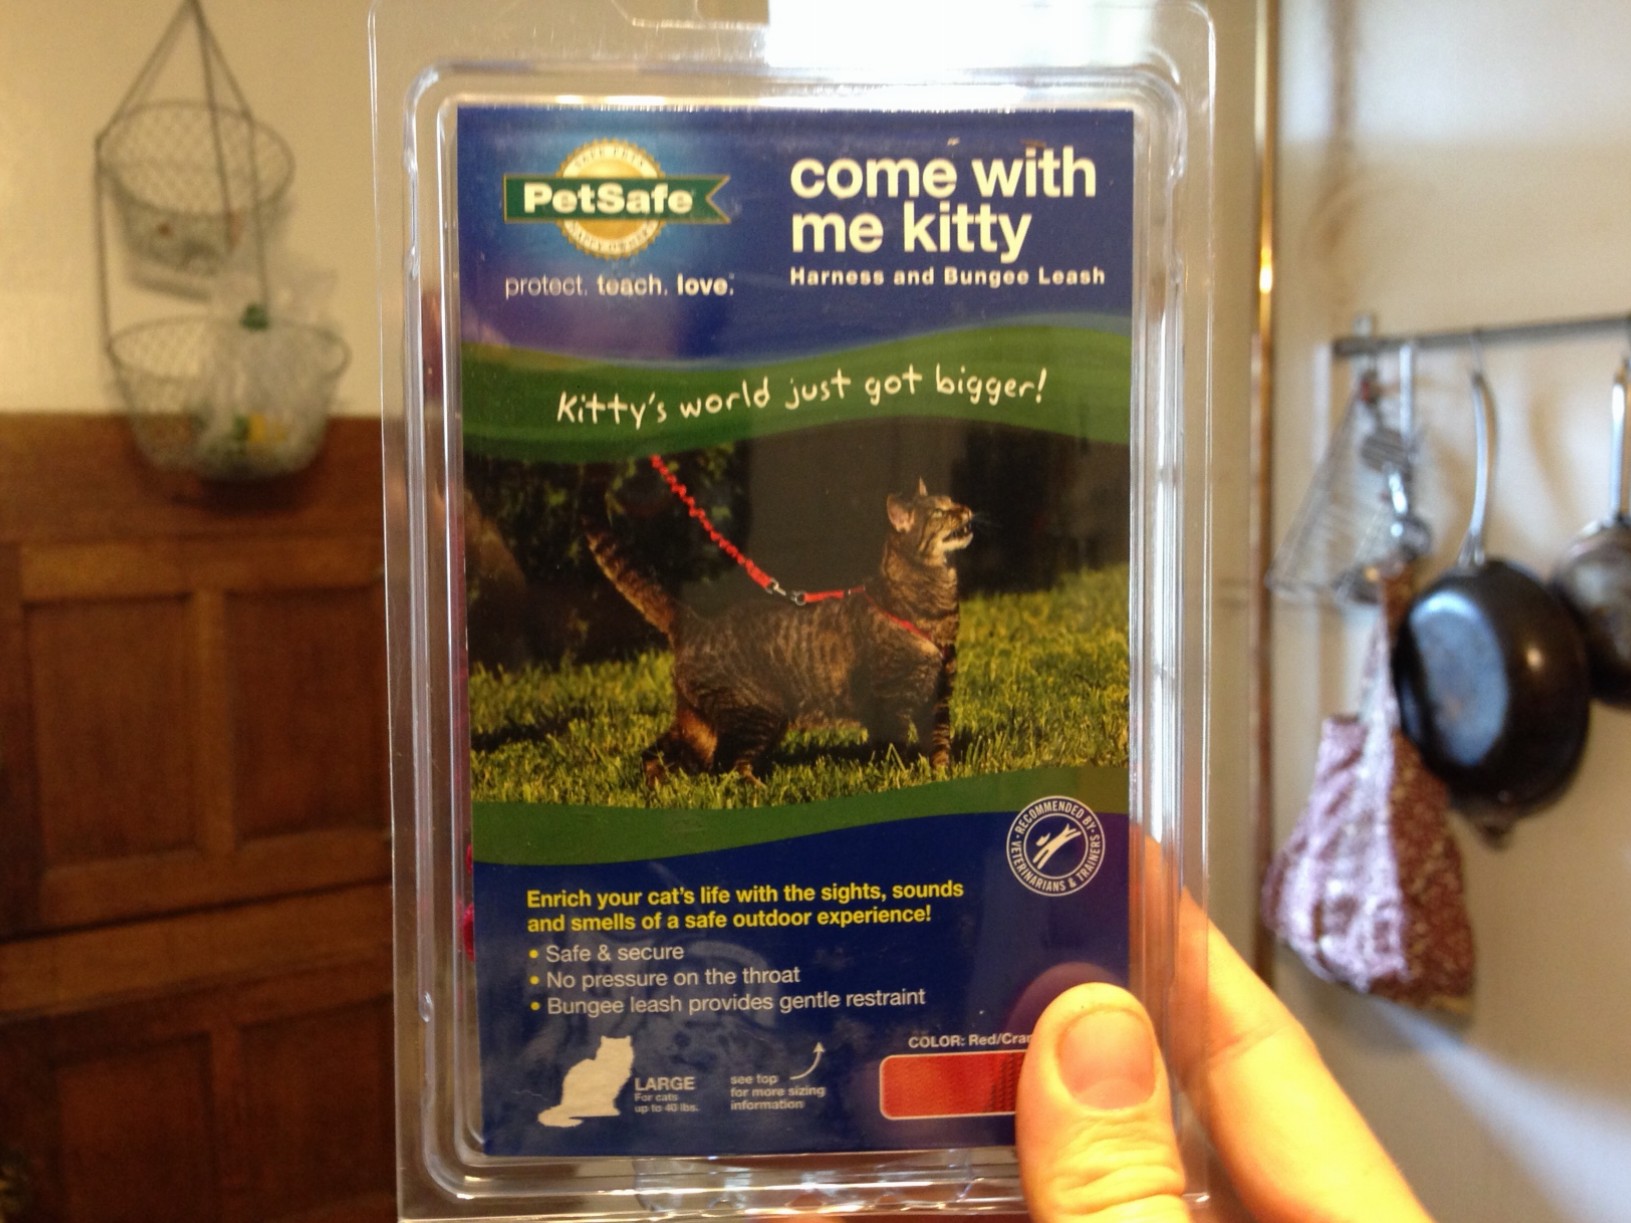 PetSafe
protect. teach. love.
come with
me kitty
Harness and Bungee Leash
Kitty's world just got bigger!
RECOMMENDED BY
VETERINARIANS & TRAINERS
Enrich your cat's life with the sights, sounds
and smells of a safe outdoor experience!
• Safe & secure
• No pressure on the throat
• Bungee leash provides gentle restraint
COLOR: Red/Cran
LARGE
For cats
up to 40 lbs.
see top
for more sizing
information